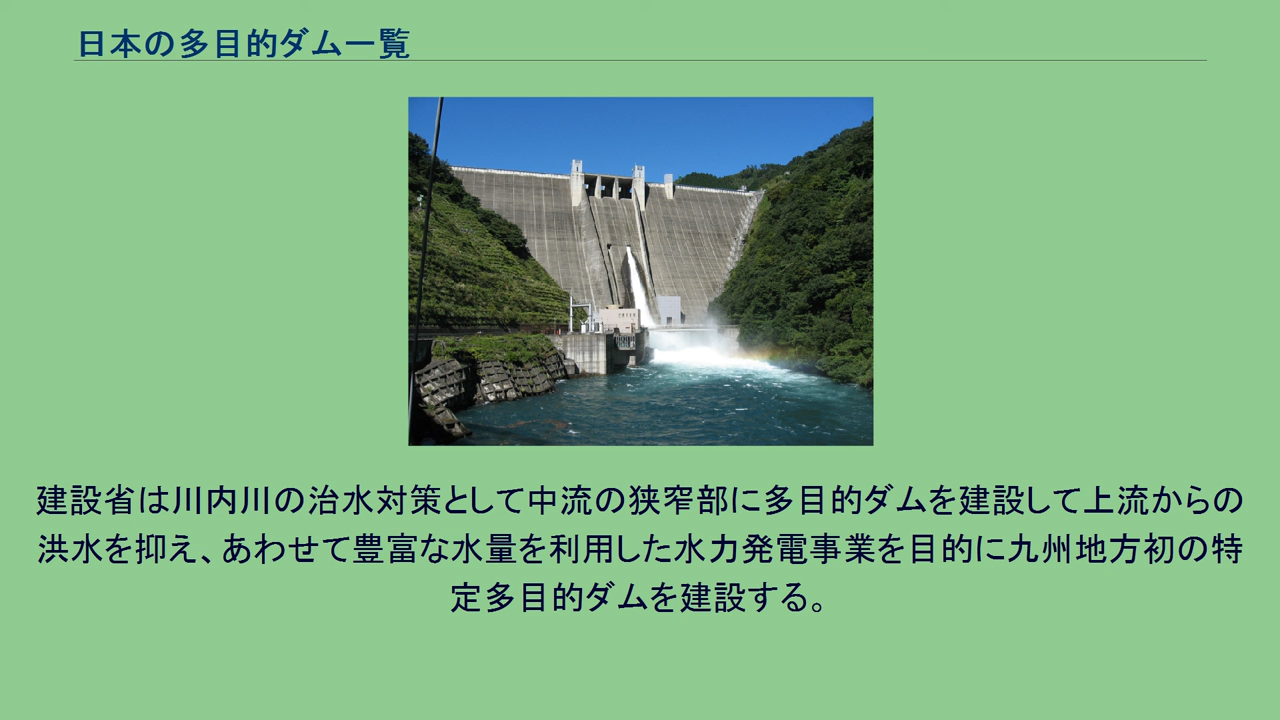 日本の多目的ダム一覧
建設省は川内川の治水対策として中流の狭窄部に多目的ダムを建設して上流からの
洪水を抑え、あわせて豊富な水量を利用した水力発電事業を目的に九州地方初の特
定多目的ダムを建設する。